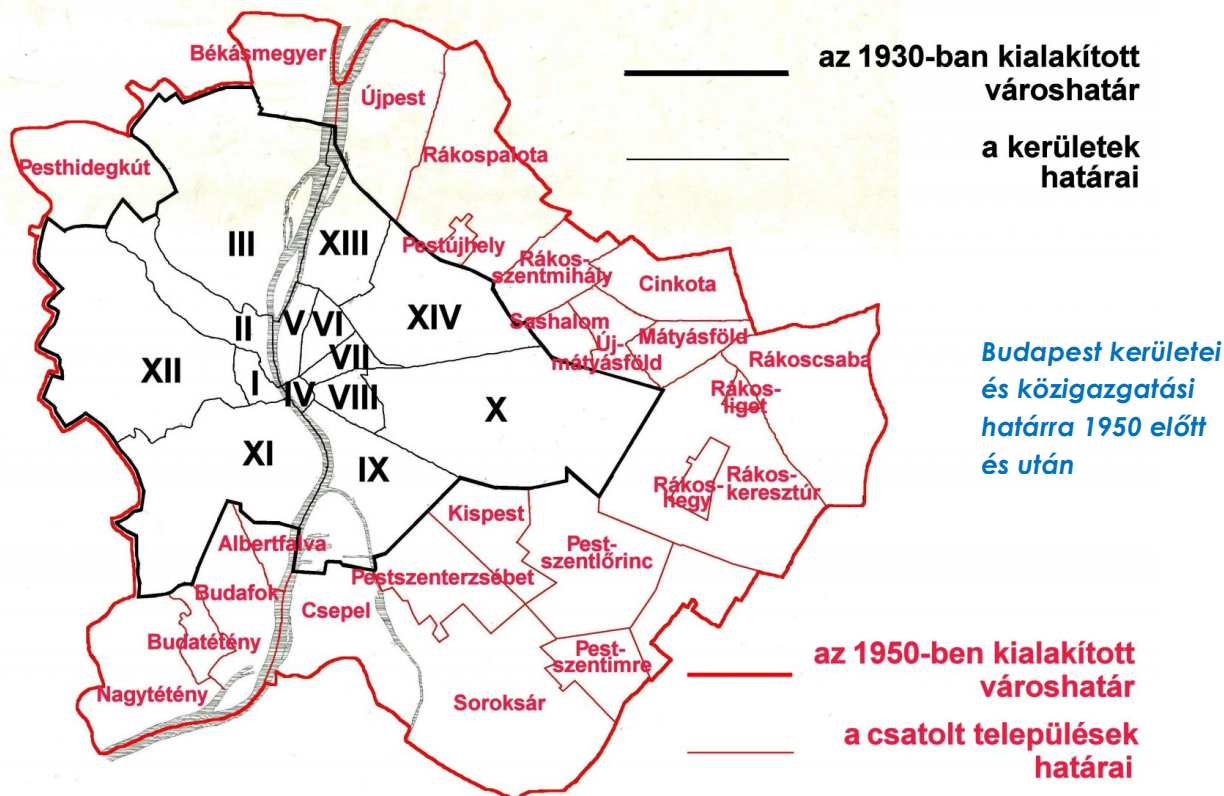 Békásmegyer
Újpest
Pesthidegkút
Rákospalota
III
XIII
Pestújhely
Rákos-
szentmihály
Cinkota
II
V
VI
XIV
Sashalom
Új-
mátyásföld
Mátyásföld
Rákoscsaba
XII
I
IV
VII
VIII
X
Rákos-
liget
XI
IX
Rákos-
hegy
Rákos-
keresztúr
Kispest
Albertfalva
Pest-
szentlőrinc
Budafok
Pestszenterzsébet
Csepel
Budatétény
Pest-
szentimre
Nagytétény
Soroksár
az 1930-ban kialakított
városhatár
a kerületek
határai
Budapest kerületei
és közigazgatási
határra 1950 előtt
és után
az 1950-ben kialakított
városhatár
a csatolt települések
határai